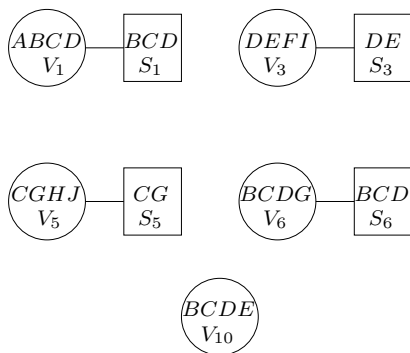 ABCD
V1
BCD
S1
DEFI
V3
DE
S3
CGHJ
V5
CG
S5
BCDG
V6
BCD
S6
BCDE
V10